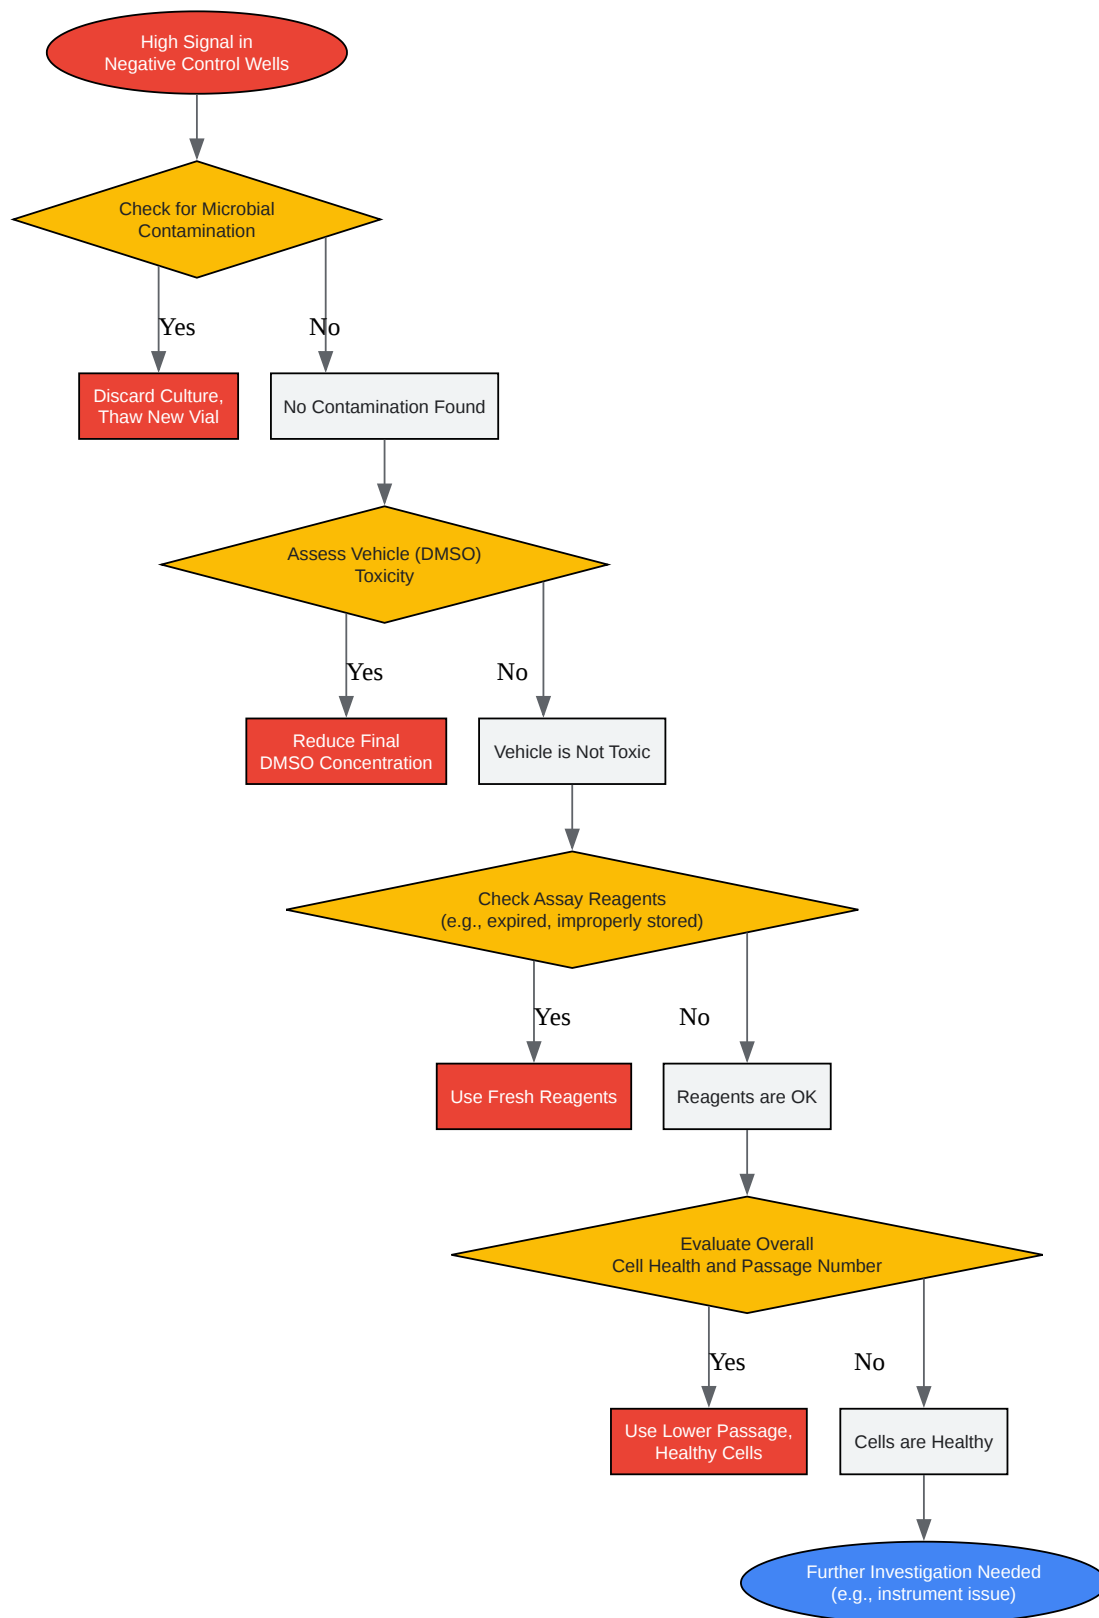 High Signal in
Negative Control Wells
Check for Microbial
Contamination
Yes
No
Discard Culture,
Thaw New Vial
No Contamination Found
Assess Vehicle (DMSO)
Toxicity
Yes
No
Reduce Final
DMSO Concentration
Vehicle is Not Toxic
Check Assay Reagents
(e.g., expired, improperly stored)
Yes
No
Use Fresh Reagents
Reagents are OK
Evaluate Overall
Cell Health and Passage Number
Yes
No
Use Lower Passage,
Healthy Cells
Cells are Healthy
Further Investigation Needed
(e.g., instrument issue)